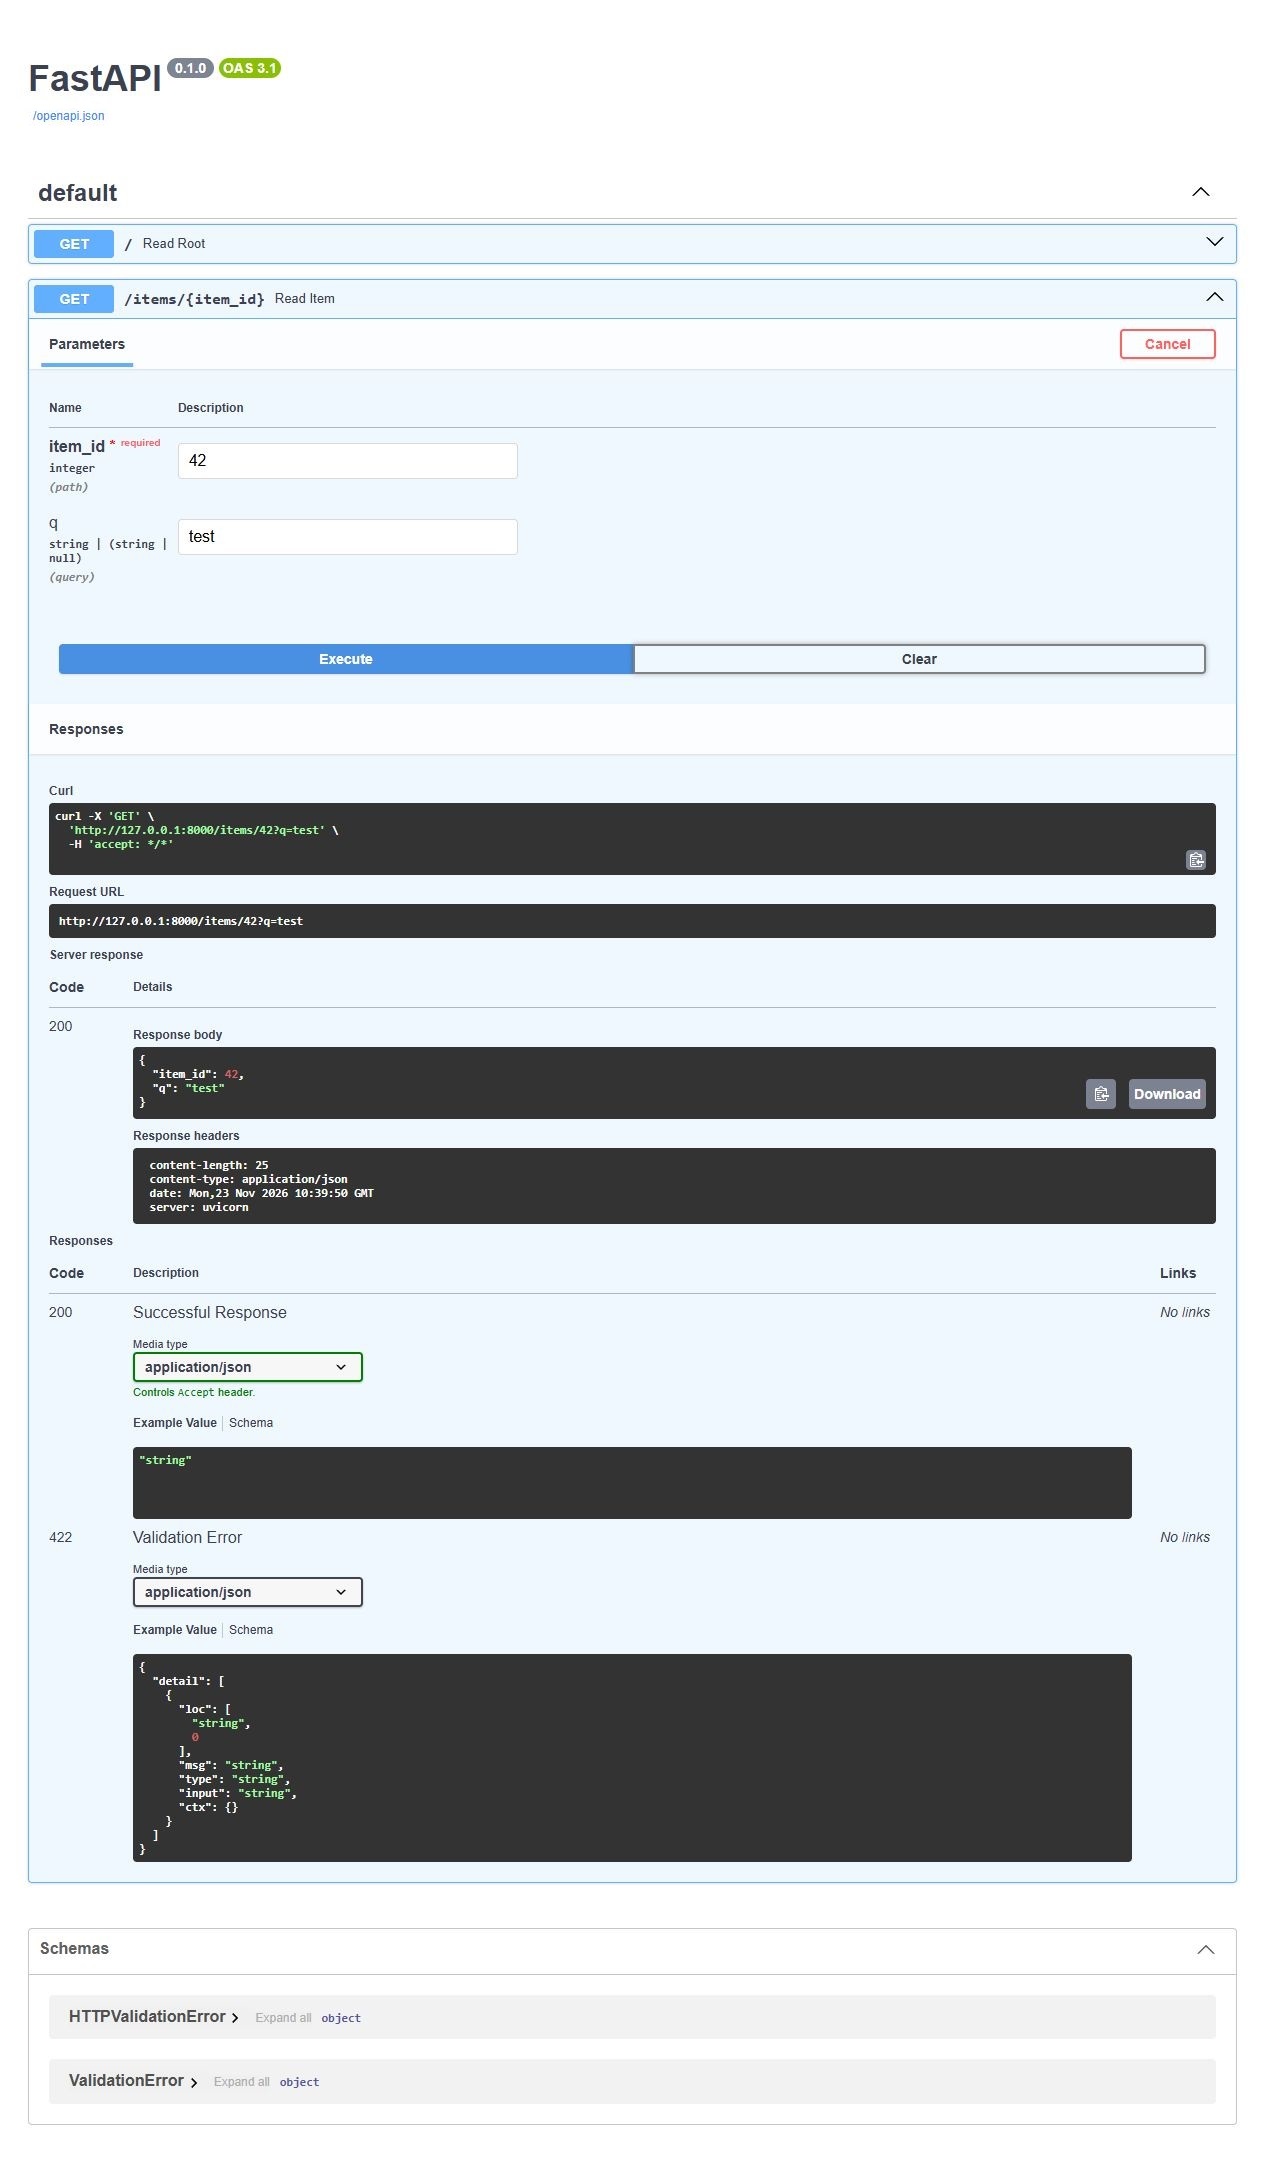 FastAPI 0.1.0 OAS 3.1
/openapi.json
default
GET / Read Root
GET /items/{item_id} Read Item
Parameters Cancel
Name Description
item_id * required
integer
(path)
42
q
string | (string |
null)
(query)
test
Execute Clear
Responses
Curl
curl -X 'GET' \
  'http://127.0.0.1:8000/items/42?q=test' \
  -H 'accept: */*'
Request URL
http://127.0.0.1:8000/items/42?q=test
Server response
Code Details
200
Response body
{
  "item_id": 42,
  "q": "test"
}
Download
Response headers
content-length: 25
content-type: application/json
date: Mon,23 Nov 2026 10:39:50 GMT
server: uvicorn
Responses
Code Description Links
200 Successful Response No links
Media type
application/json
Controls Accept header.
Example Value Schema
"string"
422 Validation Error No links
Media type
application/json
Example Value Schema
{
  "detail": [
    {
      "loc": [
        "string",
        0
      ],
      "msg": "string",
      "type": "string",
      "input": "string",
      "ctx": {}
    }
  ]
}
Schemas
HTTPValidationError Expand all object
ValidationError Expand all object